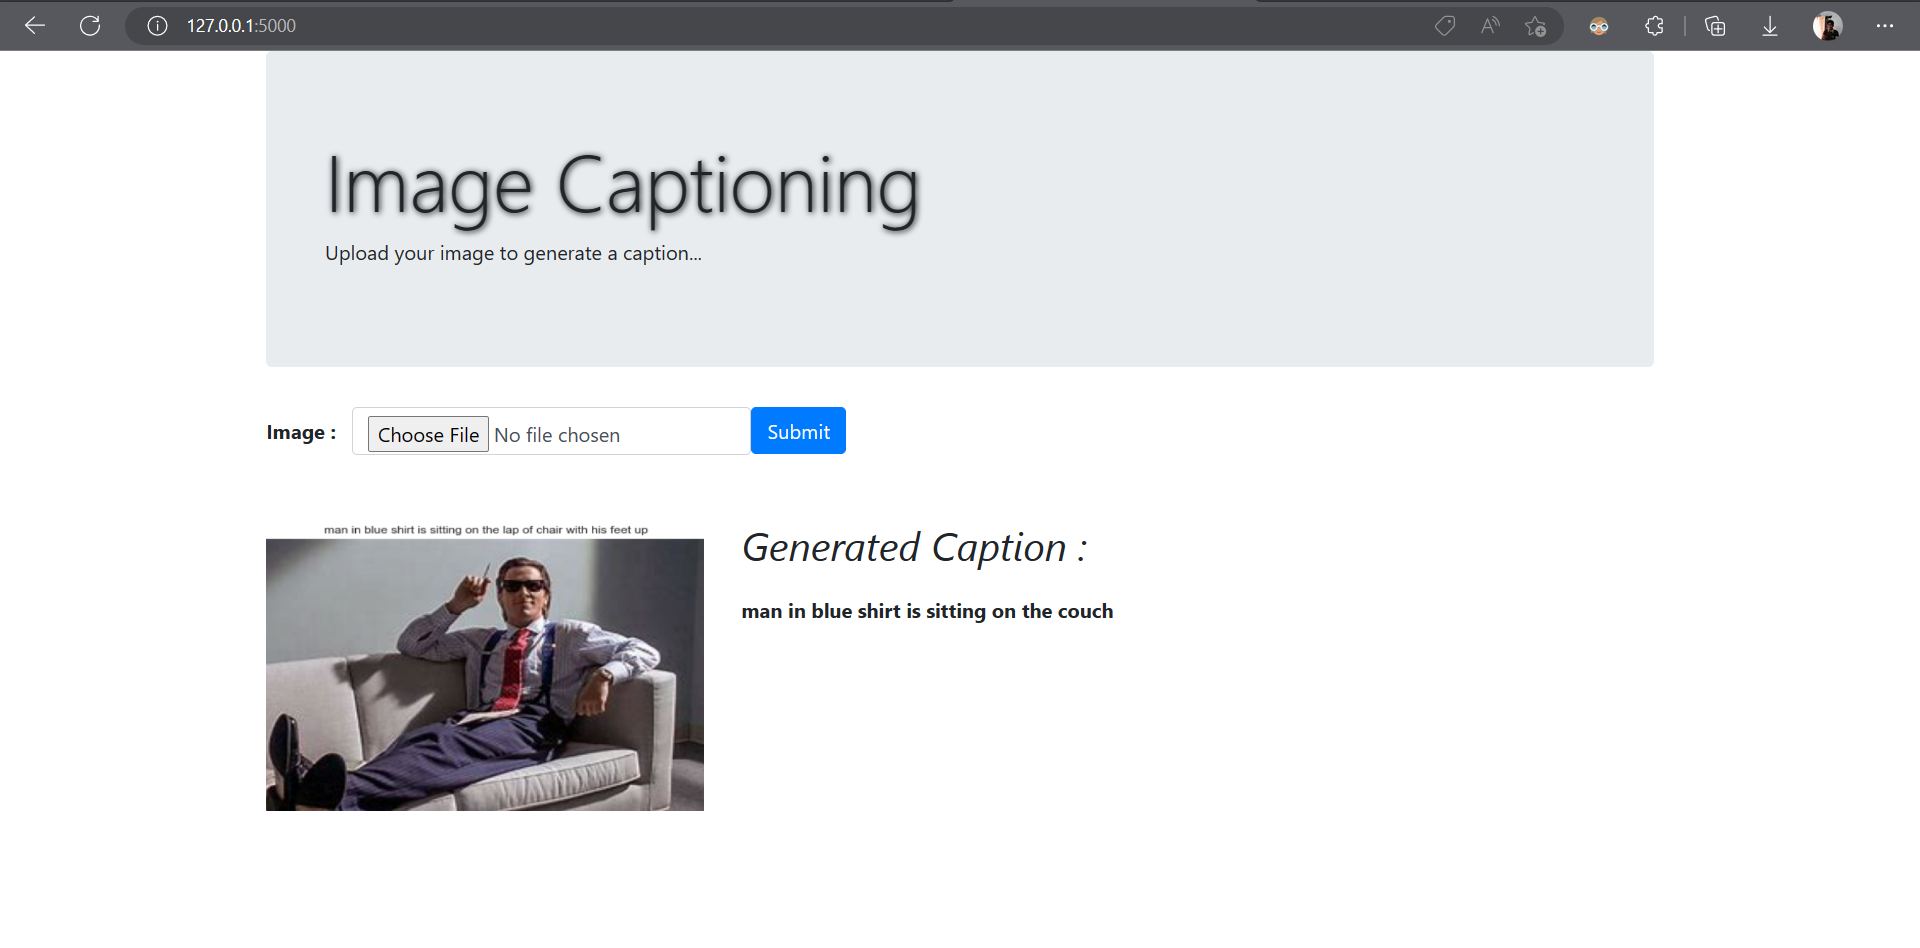 127.0.0.1:5000
Image Captioning
Upload your image to generate a caption...
Image :
Choose File No file chosen
Submit
man in blue shirt is sitting on the lap of chair with his feet up
Generated Caption :
man in blue shirt is sitting on the couch